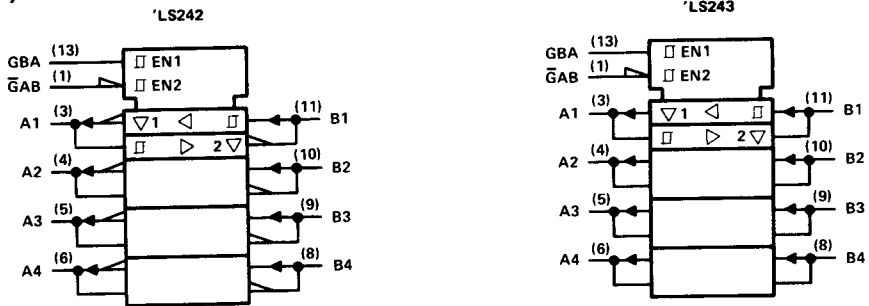 'LS242
GBA (13) EN1
G̅AB (1) EN2
A1 (3) 1 (11) B1
2
A2 (4) (10) B2
A3 (5) (9) B3
A4 (6) (8) B4
'LS243
GBA (13) EN1
G̅AB (1) EN2
A1 (3) 1 (11) B1
2
A2 (4) (10) B2
A3 (5) (9) B3
A4 (6) (8) B4